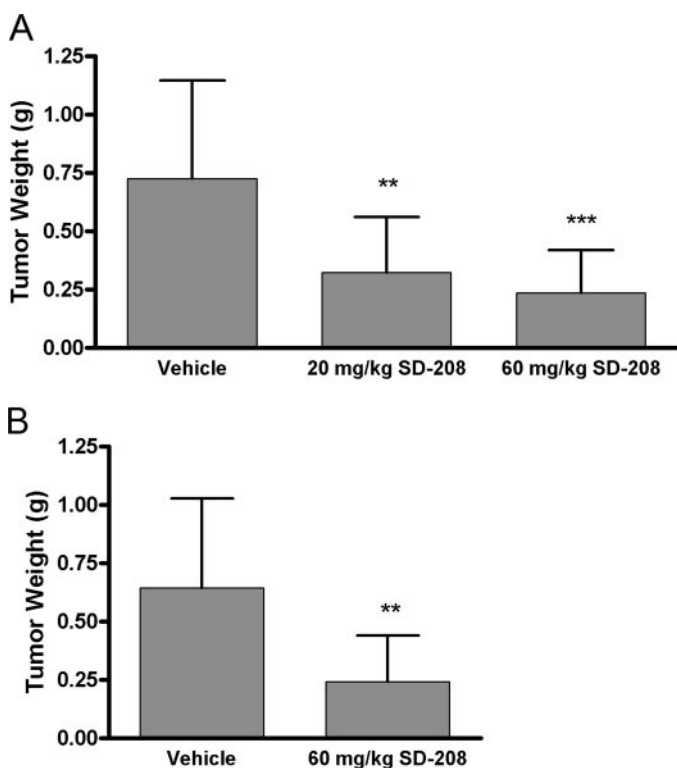 A
Tumor Weight (g)
1.25
1.00
0.75
0.50
0.25
0.00
**
***
Vehicle 20 mg/kg SD-208 60 mg/kg SD-208
B
Tumor Weight (g)
1.25
1.00
0.75
0.50
0.25
0.00
**
Vehicle 60 mg/kg SD-208